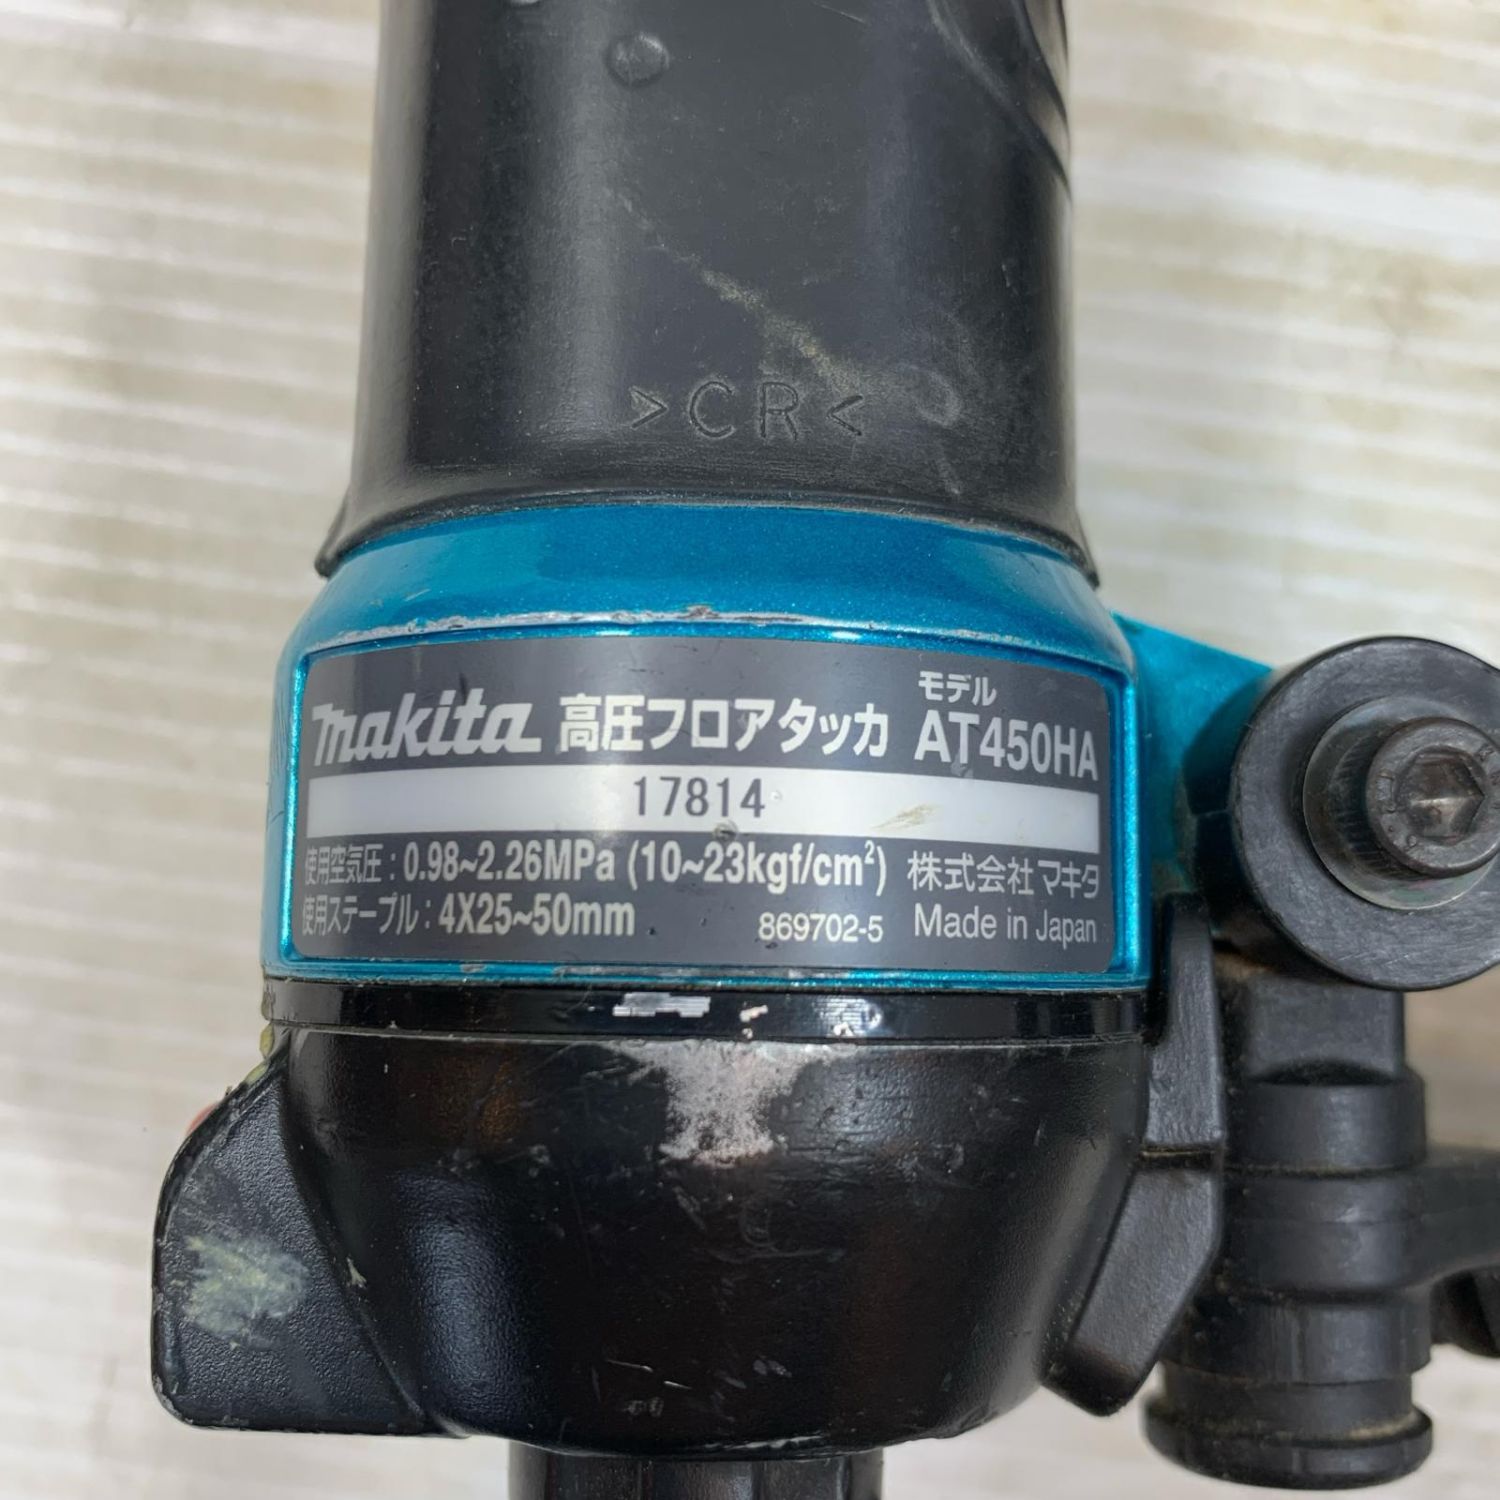 >CR<
makita 高圧フロアタッカ モデル AT450HA
17814
使用空気圧：0.98~2.26MPa (10~23kgf/cm²) 株式会社マキタ
使用ステープル：4X25~50mm 869702-5 Made in Japan